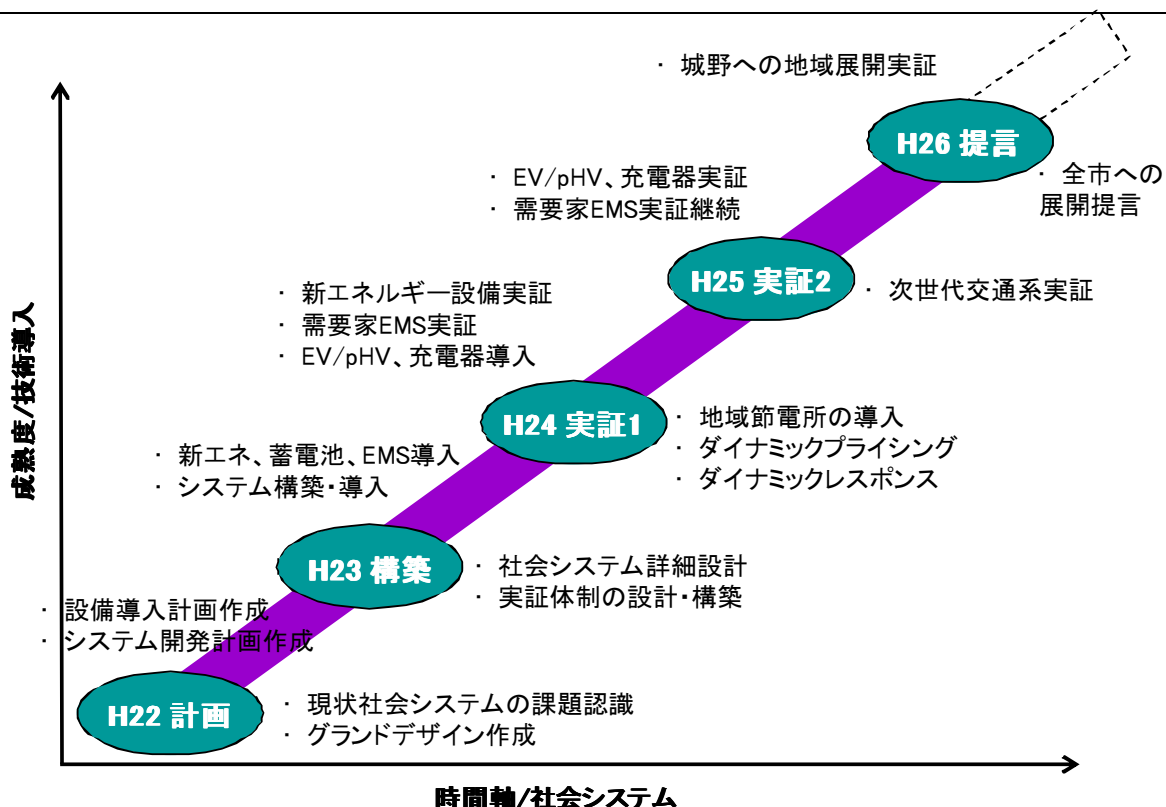 ・ 城野への地域展開実証
H26 提言
・ 全市への
展開提言
・ EV/pHV、充電器実証
・ 需要家EMS実証継続
H25 実証2
・ 次世代交通系実証
・ 新エネルギー設備実証
・ 需要家EMS実証
・ EV/pHV、充電器導入
H24 実証1
・ 地域節電所の導入
・ ダイナミックプライシング
・ ダイナミックレスポンス
・ 新エネ、蓄電池、EMS導入
・ システム構築・導入
H23 構築
・ 社会システム詳細設計
・ 実証体制の設計・構築
・ 設備導入計画作成
・ システム開発計画作成
H22 計画
・ 現状社会システムの課題認識
・ グランドデザイン作成
成熟度/技術導入
時間軸/社会システム